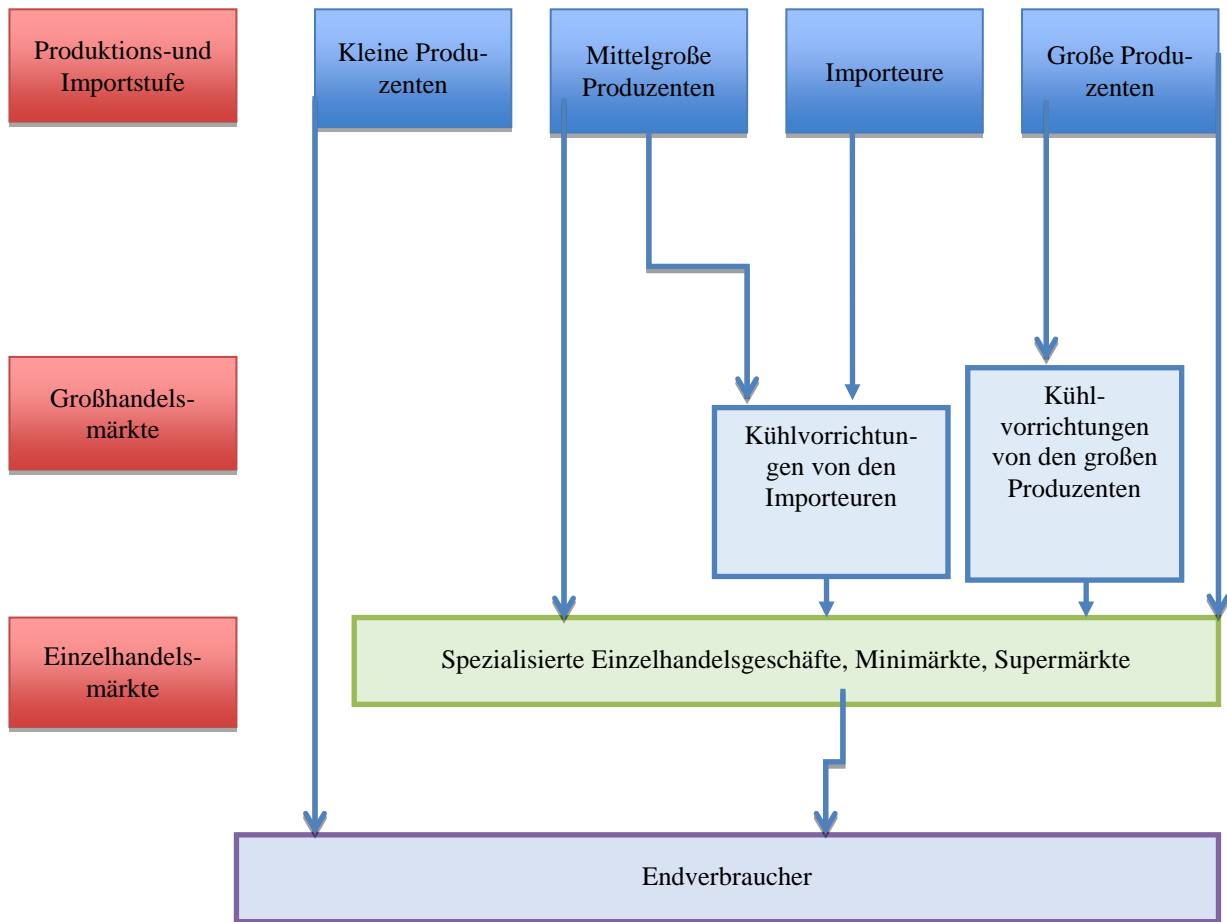 Produktions-und
Importstufe
Kleine Produ-
zenten
Mittelgroße
Produzenten
Importeure
Große Produ-
zenten
Großhandels-
märkte
Kühlvorrichtun-
gen von den
Importeuren
Kühl-
vorrichtungen
von den großen
Produzenten
Einzelhandels-
märkte
Spezialisierte Einzelhandelsgeschäfte, Minimärkte, Supermärkte
Endverbraucher